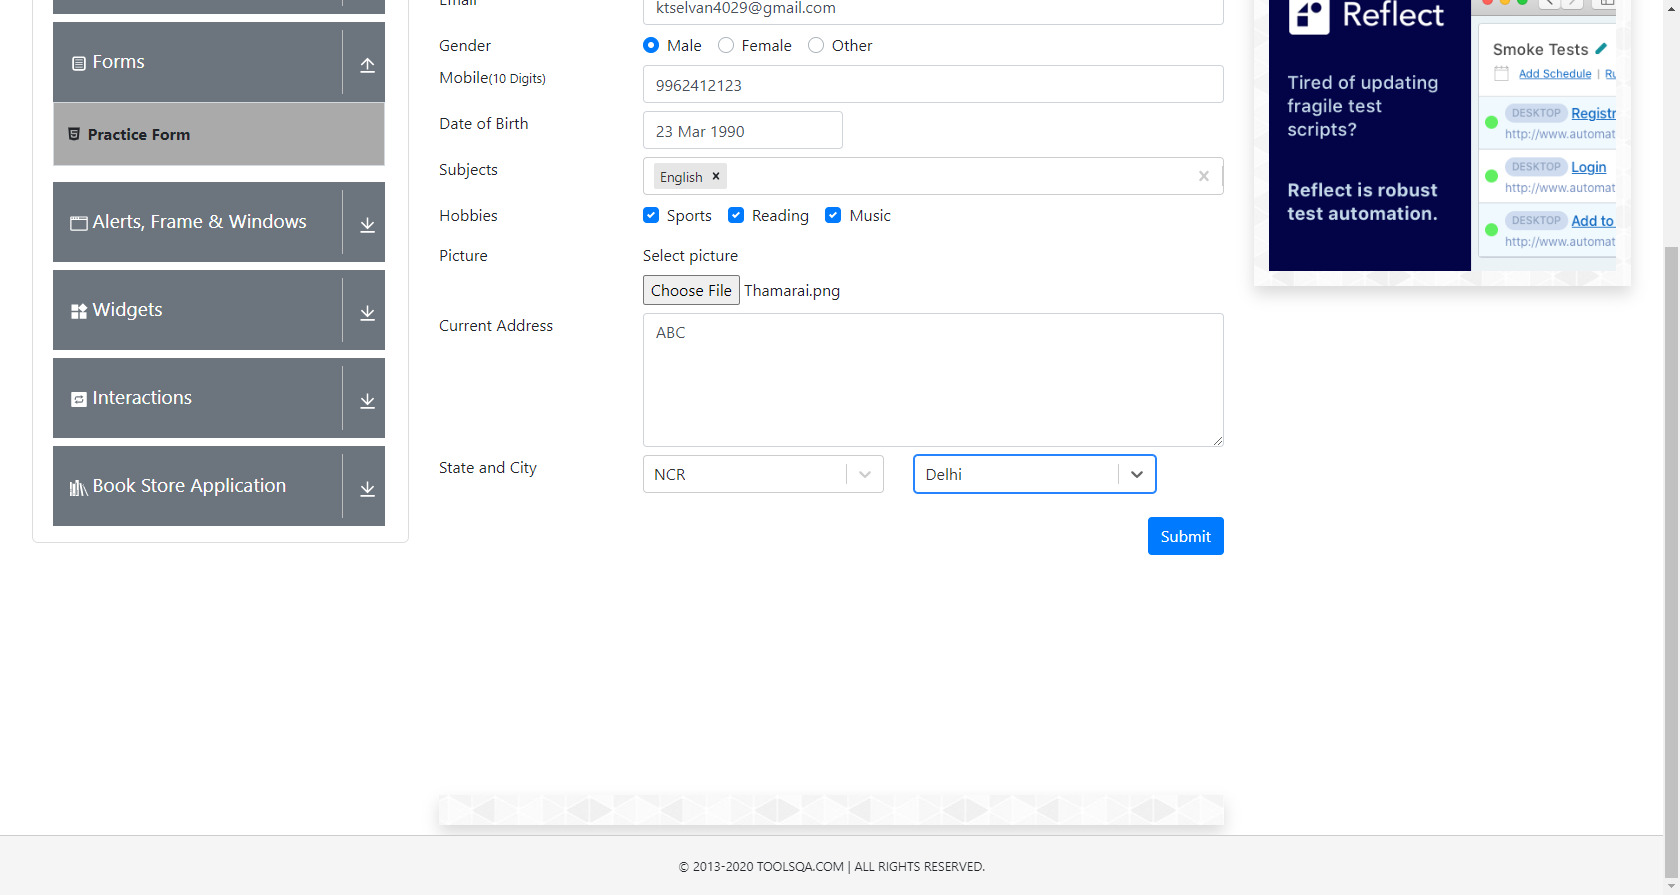 Forms
Practice Form
Alerts, Frame & Windows
Widgets
Interactions
Book Store Application
Email
ktselvan4029@gmail.com
Gender
Male Female Other
Mobile(10 Digits)
9962412123
Date of Birth
23 Mar 1990
Subjects
English ×
Hobbies
Sports Reading Music
Picture
Select picture
Choose File Thamarai.png
Current Address
ABC
State and City
NCR
Delhi
Submit
Reflect
Tired of updating
fragile test
scripts?
Reflect is robust
test automation.
Smoke Tests
Add Schedule | Ru
DESKTOP Registr
http://www.automat
DESKTOP Login
http://www.automat
DESKTOP Add to
http://www.automat
© 2013-2020 TOOLSQA.COM | ALL RIGHTS RESERVED.